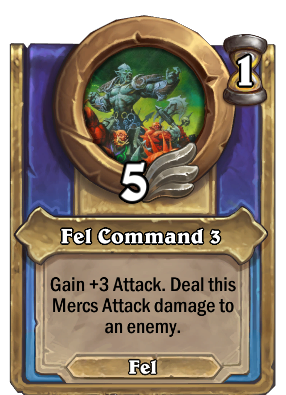 1
5
Fel Command 3
Gain +3 Attack. Deal this
Mercs Attack damage to
an enemy.
Fel